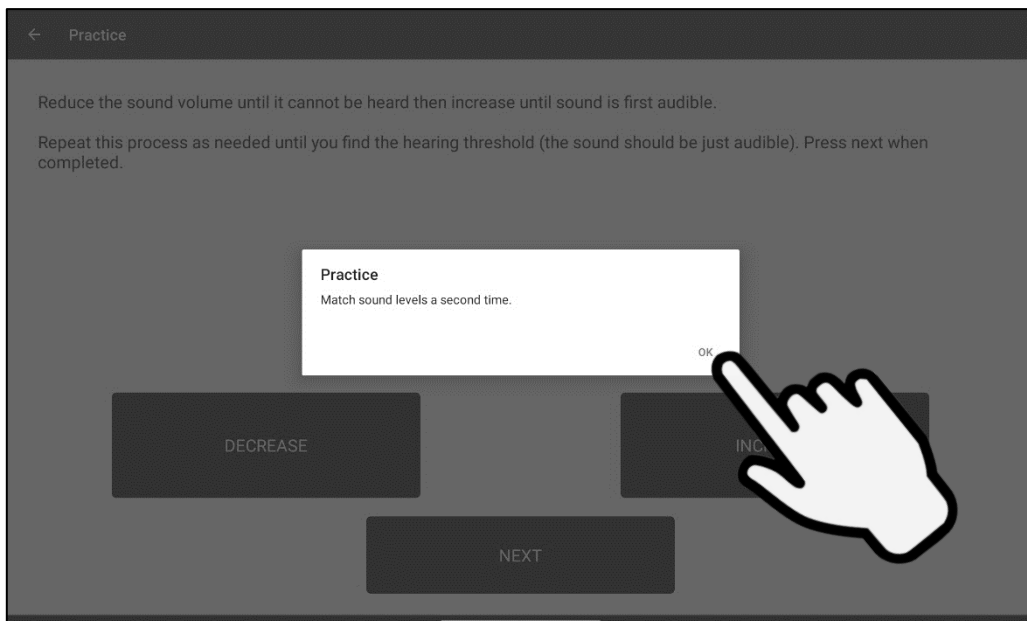 ← Practice
Reduce the sound volume until it cannot be heard then increase until sound is first audible.
Repeat this process as needed until you find the hearing threshold (the sound should be just audible). Press next when
completed.
Practice
Match sound levels a second time.
OK
DECREASE
NEXT